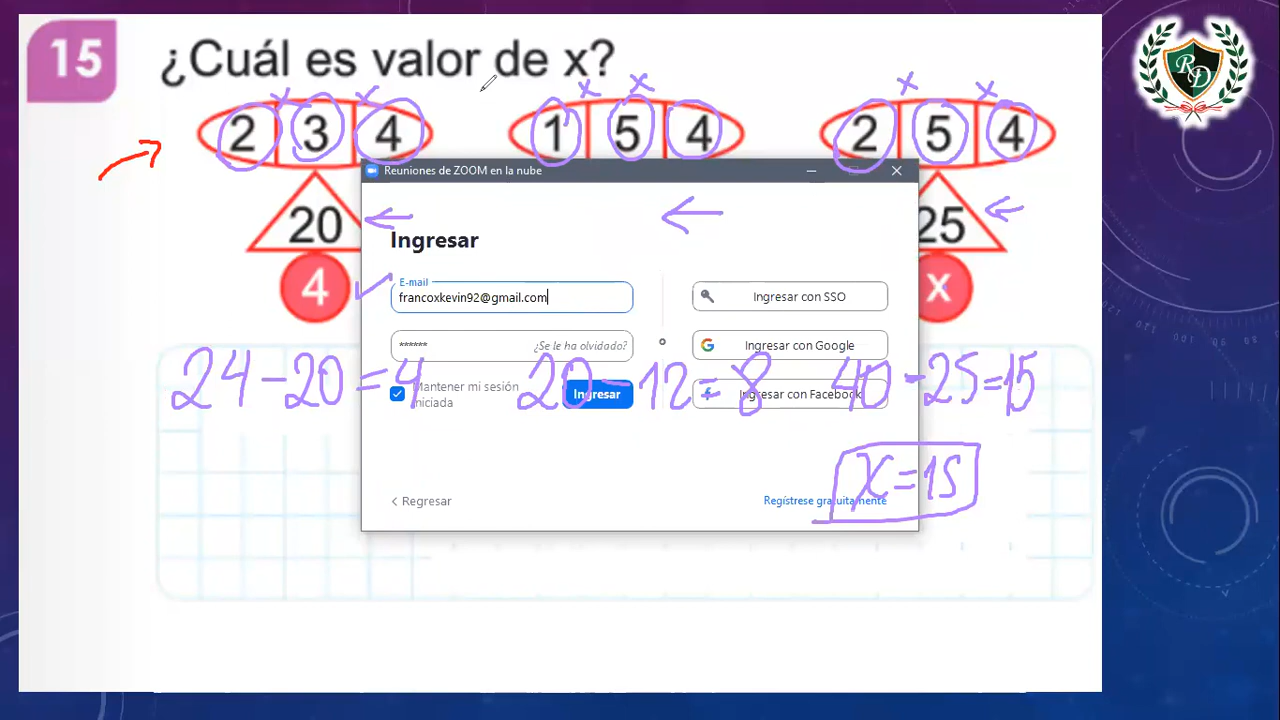 15 ¿Cuál es valor de x?
x x x x x x
2 3 4 1 5 4 2 5 4
RD
Reuniones de ZOOM en la nube
20 25
Ingresar
4 x
E-mail
francoxkevin92@gmail.com
Ingresar con SSO
****** ¿Se le ha olvidado?
o
Ingresar con Google
Mantener mi sesión iniciada
Ingresar
Ingresar con Facebook
24-20=4 20-12=8 40-25=15
x=15
< Regresar
Regístrese gratuitamente